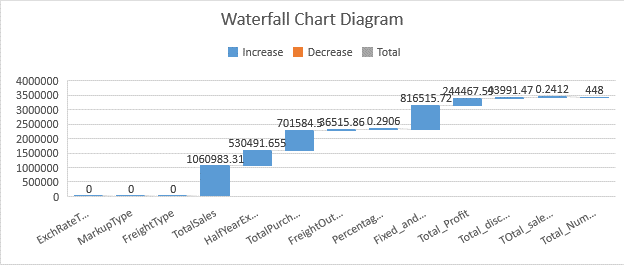 Waterfall Chart Diagram
Increase Decrease Total
4000000
3500000
3000000
2500000
2000000
1500000
1000000
500000
0
0 0 0 1060983.31 530491.655 701584.5 36515.86 0.2906 816515.72 244467.59 43991.47 0.2412 448
ExchRateT... MarkupType FreightType TotalSales HalfYearEx... TotalPurch... FreightOut... Percentag... Fixed_and... Total_Profit Total_disc... TOtal_sale... Total_Num...